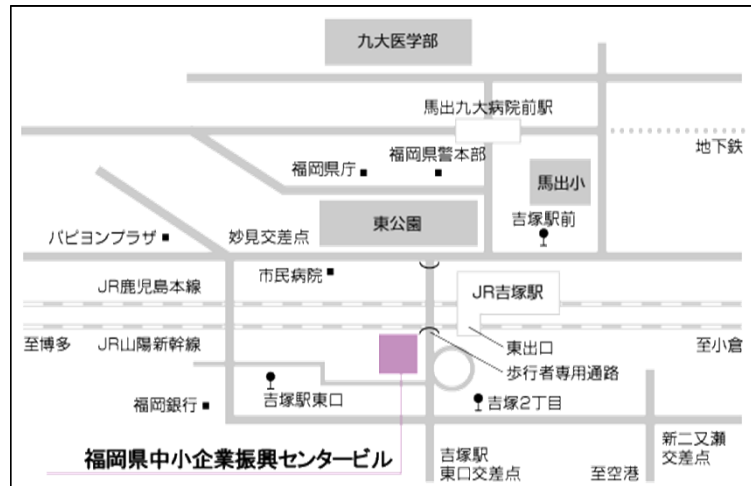 九大医学部
馬出九大病院前駅
地下鉄
福岡県警本部
福岡県庁
馬出小
東公園
吉塚駅前
パピヨンプラザ
妙見交差点
市民病院
JR鹿児島本線
JR吉塚駅
至博多
JR山陽新幹線
東出口
至小倉
歩行者専用通路
吉塚駅東口
吉塚2丁目
福岡銀行
福岡県中小企業振興センタービル
吉塚駅
東口交差点
至空港
新二又瀬
交差点